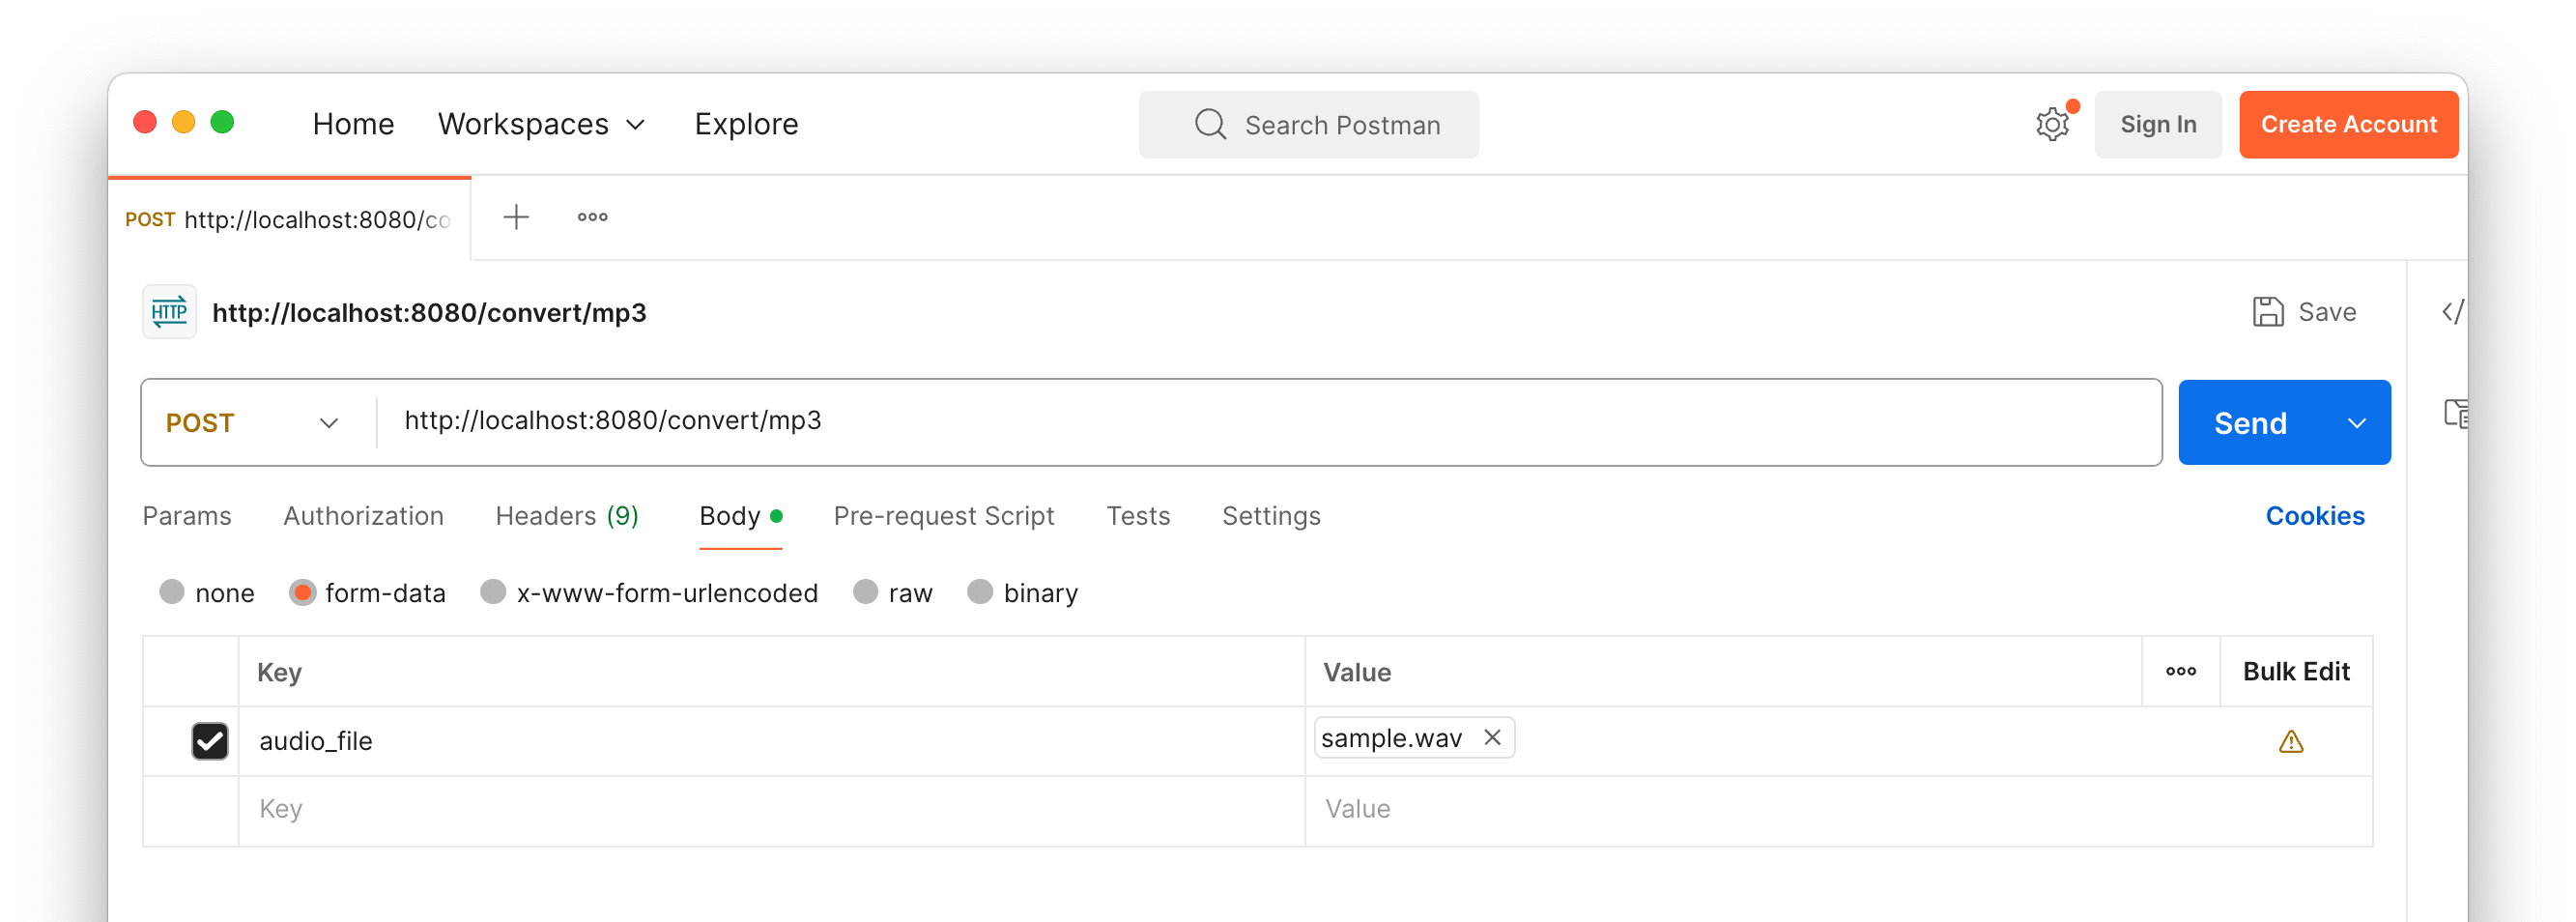 Home Workspaces Explore Search Postman Sign In Create Account
POST http://localhost:8080/co
HTTP http://localhost:8080/convert/mp3 Save
POST http://localhost:8080/convert/mp3 Send
Params Authorization Headers (9) Body Pre-request Script Tests Settings Cookies
none form-data x-www-form-urlencoded raw binary
Key Value Bulk Edit
audio_file sample.wav
Key Value